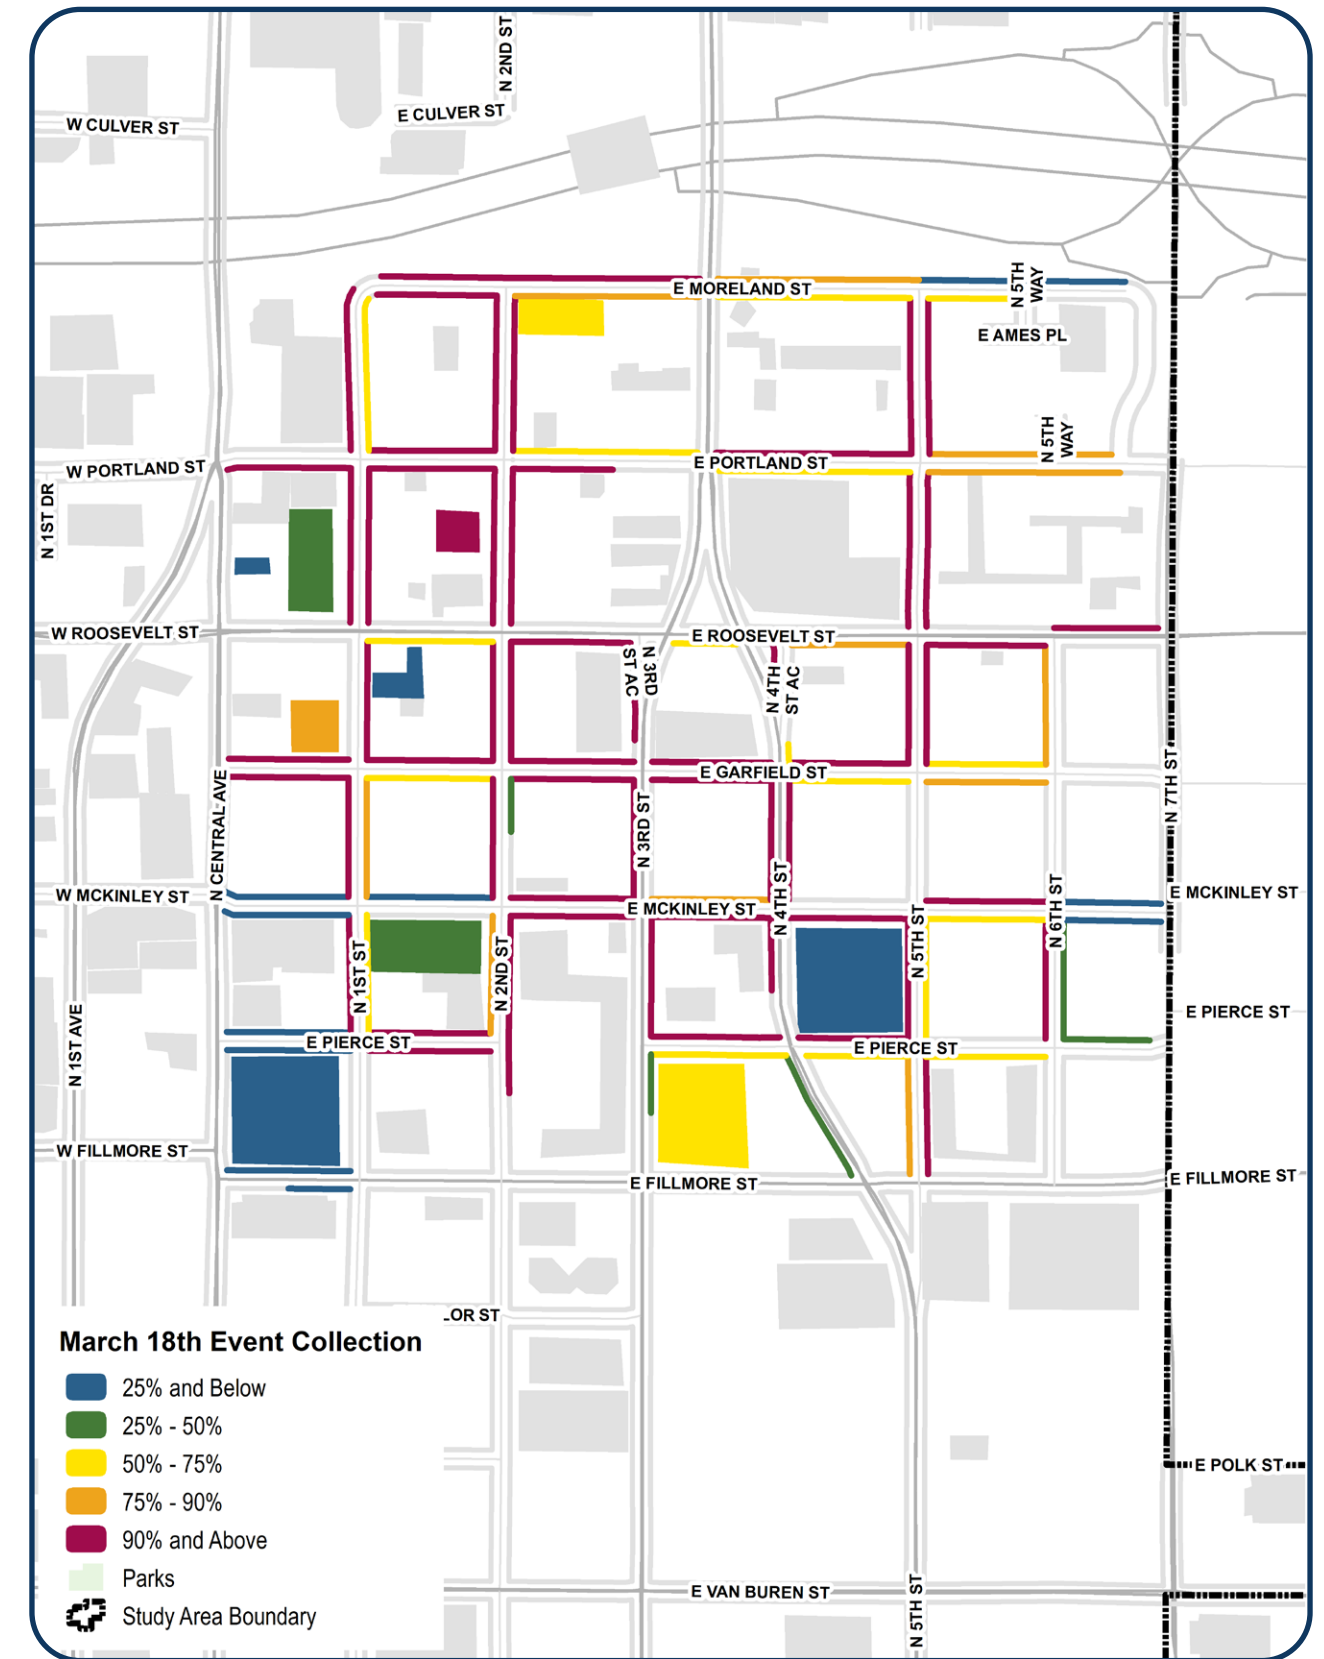 N 2ND ST
E CULVER ST
W CULVER ST
N 5TH
WAY
E MORELAND ST
E AMES PL
N 5TH
WAY
E PORTLAND ST
W PORTLAND ST
N 1ST DR
W ROOSEVELT ST
E ROOSEVELT ST
N 3RD
ST AC
N 4TH
ST AC
E GARFIELD ST
N CENTRAL AVE
N 3RD ST
N 7TH ST
W MCKINLEY ST
E MCKINLEY ST
E MCKINLEY ST
N 4TH ST
N 5TH ST
N 6TH ST
N 1ST ST
N 2ND ST
N 1ST AVE
E PIERCE ST
E PIERCE ST
E PIERCE ST
W FILLMORE ST
E FILLMORE ST
E FILLMORE ST
LOR ST
March 18th Event Collection
25% and Below
25% - 50%
50% - 75%
75% - 90%
90% and Above
Parks
Study Area Boundary
E POLK ST
E VAN BUREN ST
N 5TH ST